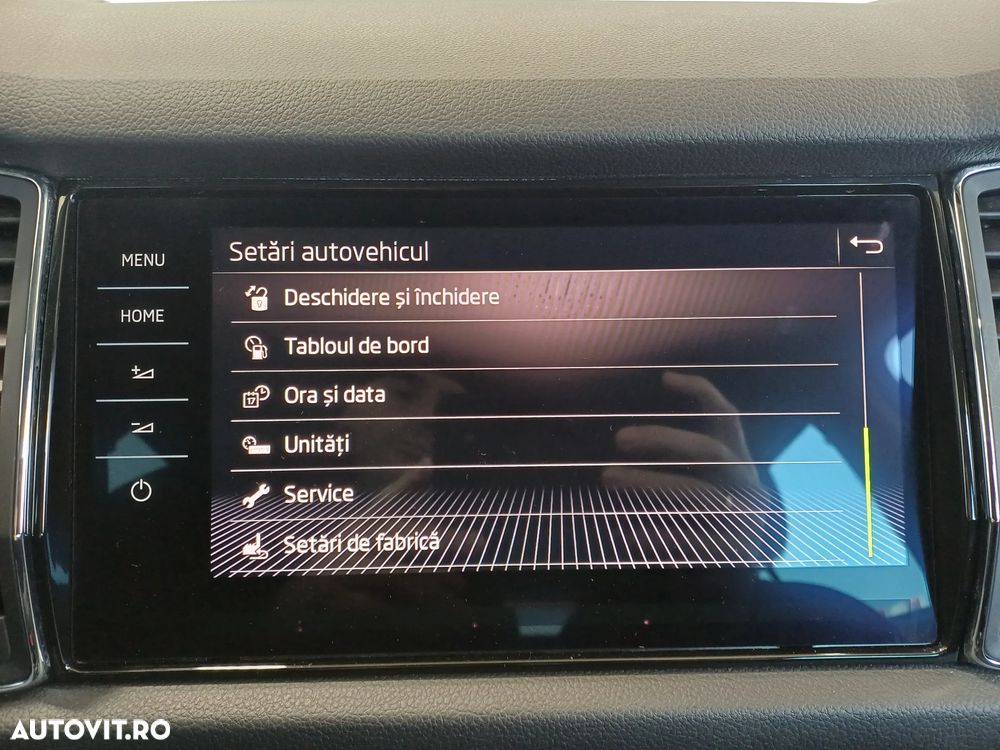 Setări autovehicul
MENU
HOME
Deschidere și închidere
Tabloul de bord
17
Ora și data
Unități
Service
Setări de fabrică
AUTOVIT.RO